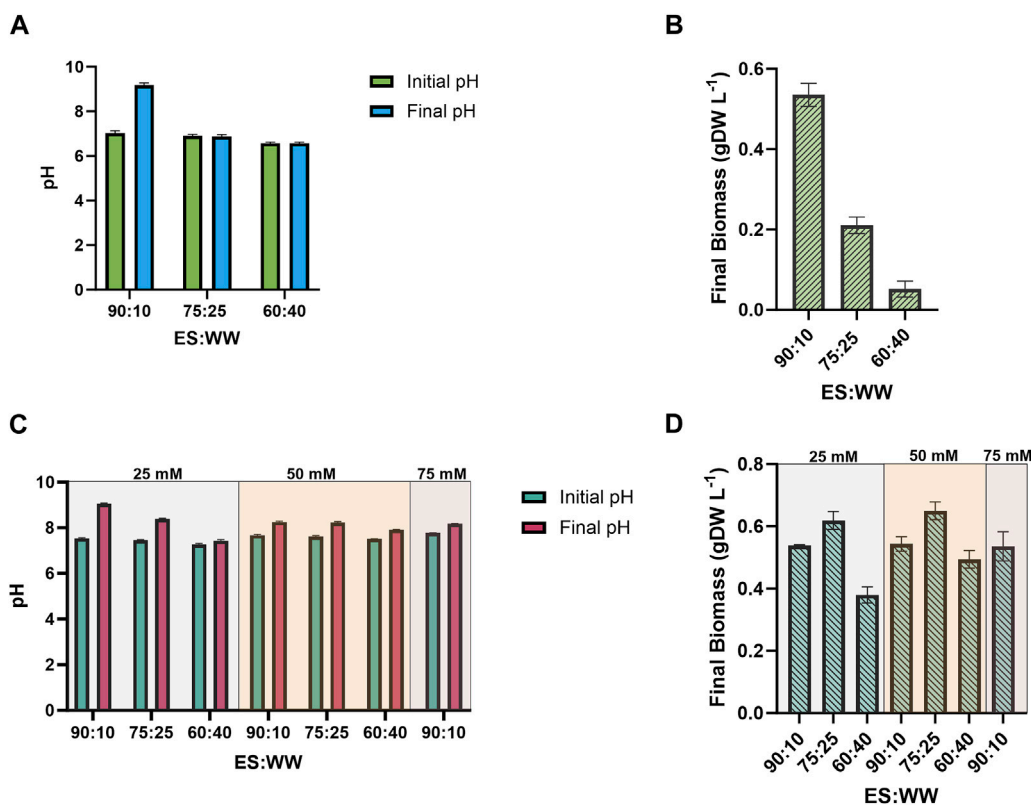 A
10
8
6
4
2
0
pH
90:10 75:25 60:40
ES:WW
Initial pH
Final pH
B
0.6
0.4
0.2
0.0
Final Biomass (gDW L⁻¹)
90:10 75:25 60:40
ES:WW
C
25 mM 50 mM 75 mM
10
8
6
4
2
0
pH
90:10 75:25 60:40 90:10 75:25 60:40 90:10
ES:WW
Initial pH
Final pH
D
25 mM 50 mM 75 mM
0.8
0.6
0.4
0.2
0.0
Final Biomass (gDW L⁻¹)
90:10 75:25 60:40 90:10 75:25 60:40 90:10
ES:WW